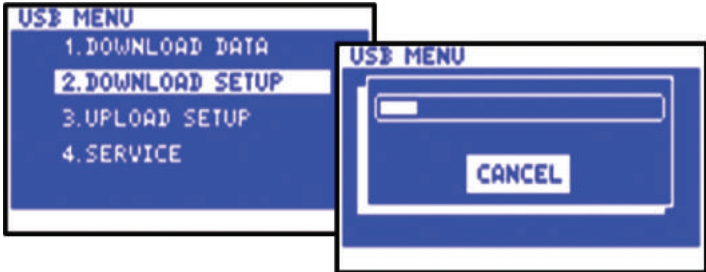 USB MENU
1.DOWNLOAD DATA
2.DOWNLOAD SETUP
3.UPLOAD SETUP
4.SERVICE
USB MENU
CANCEL